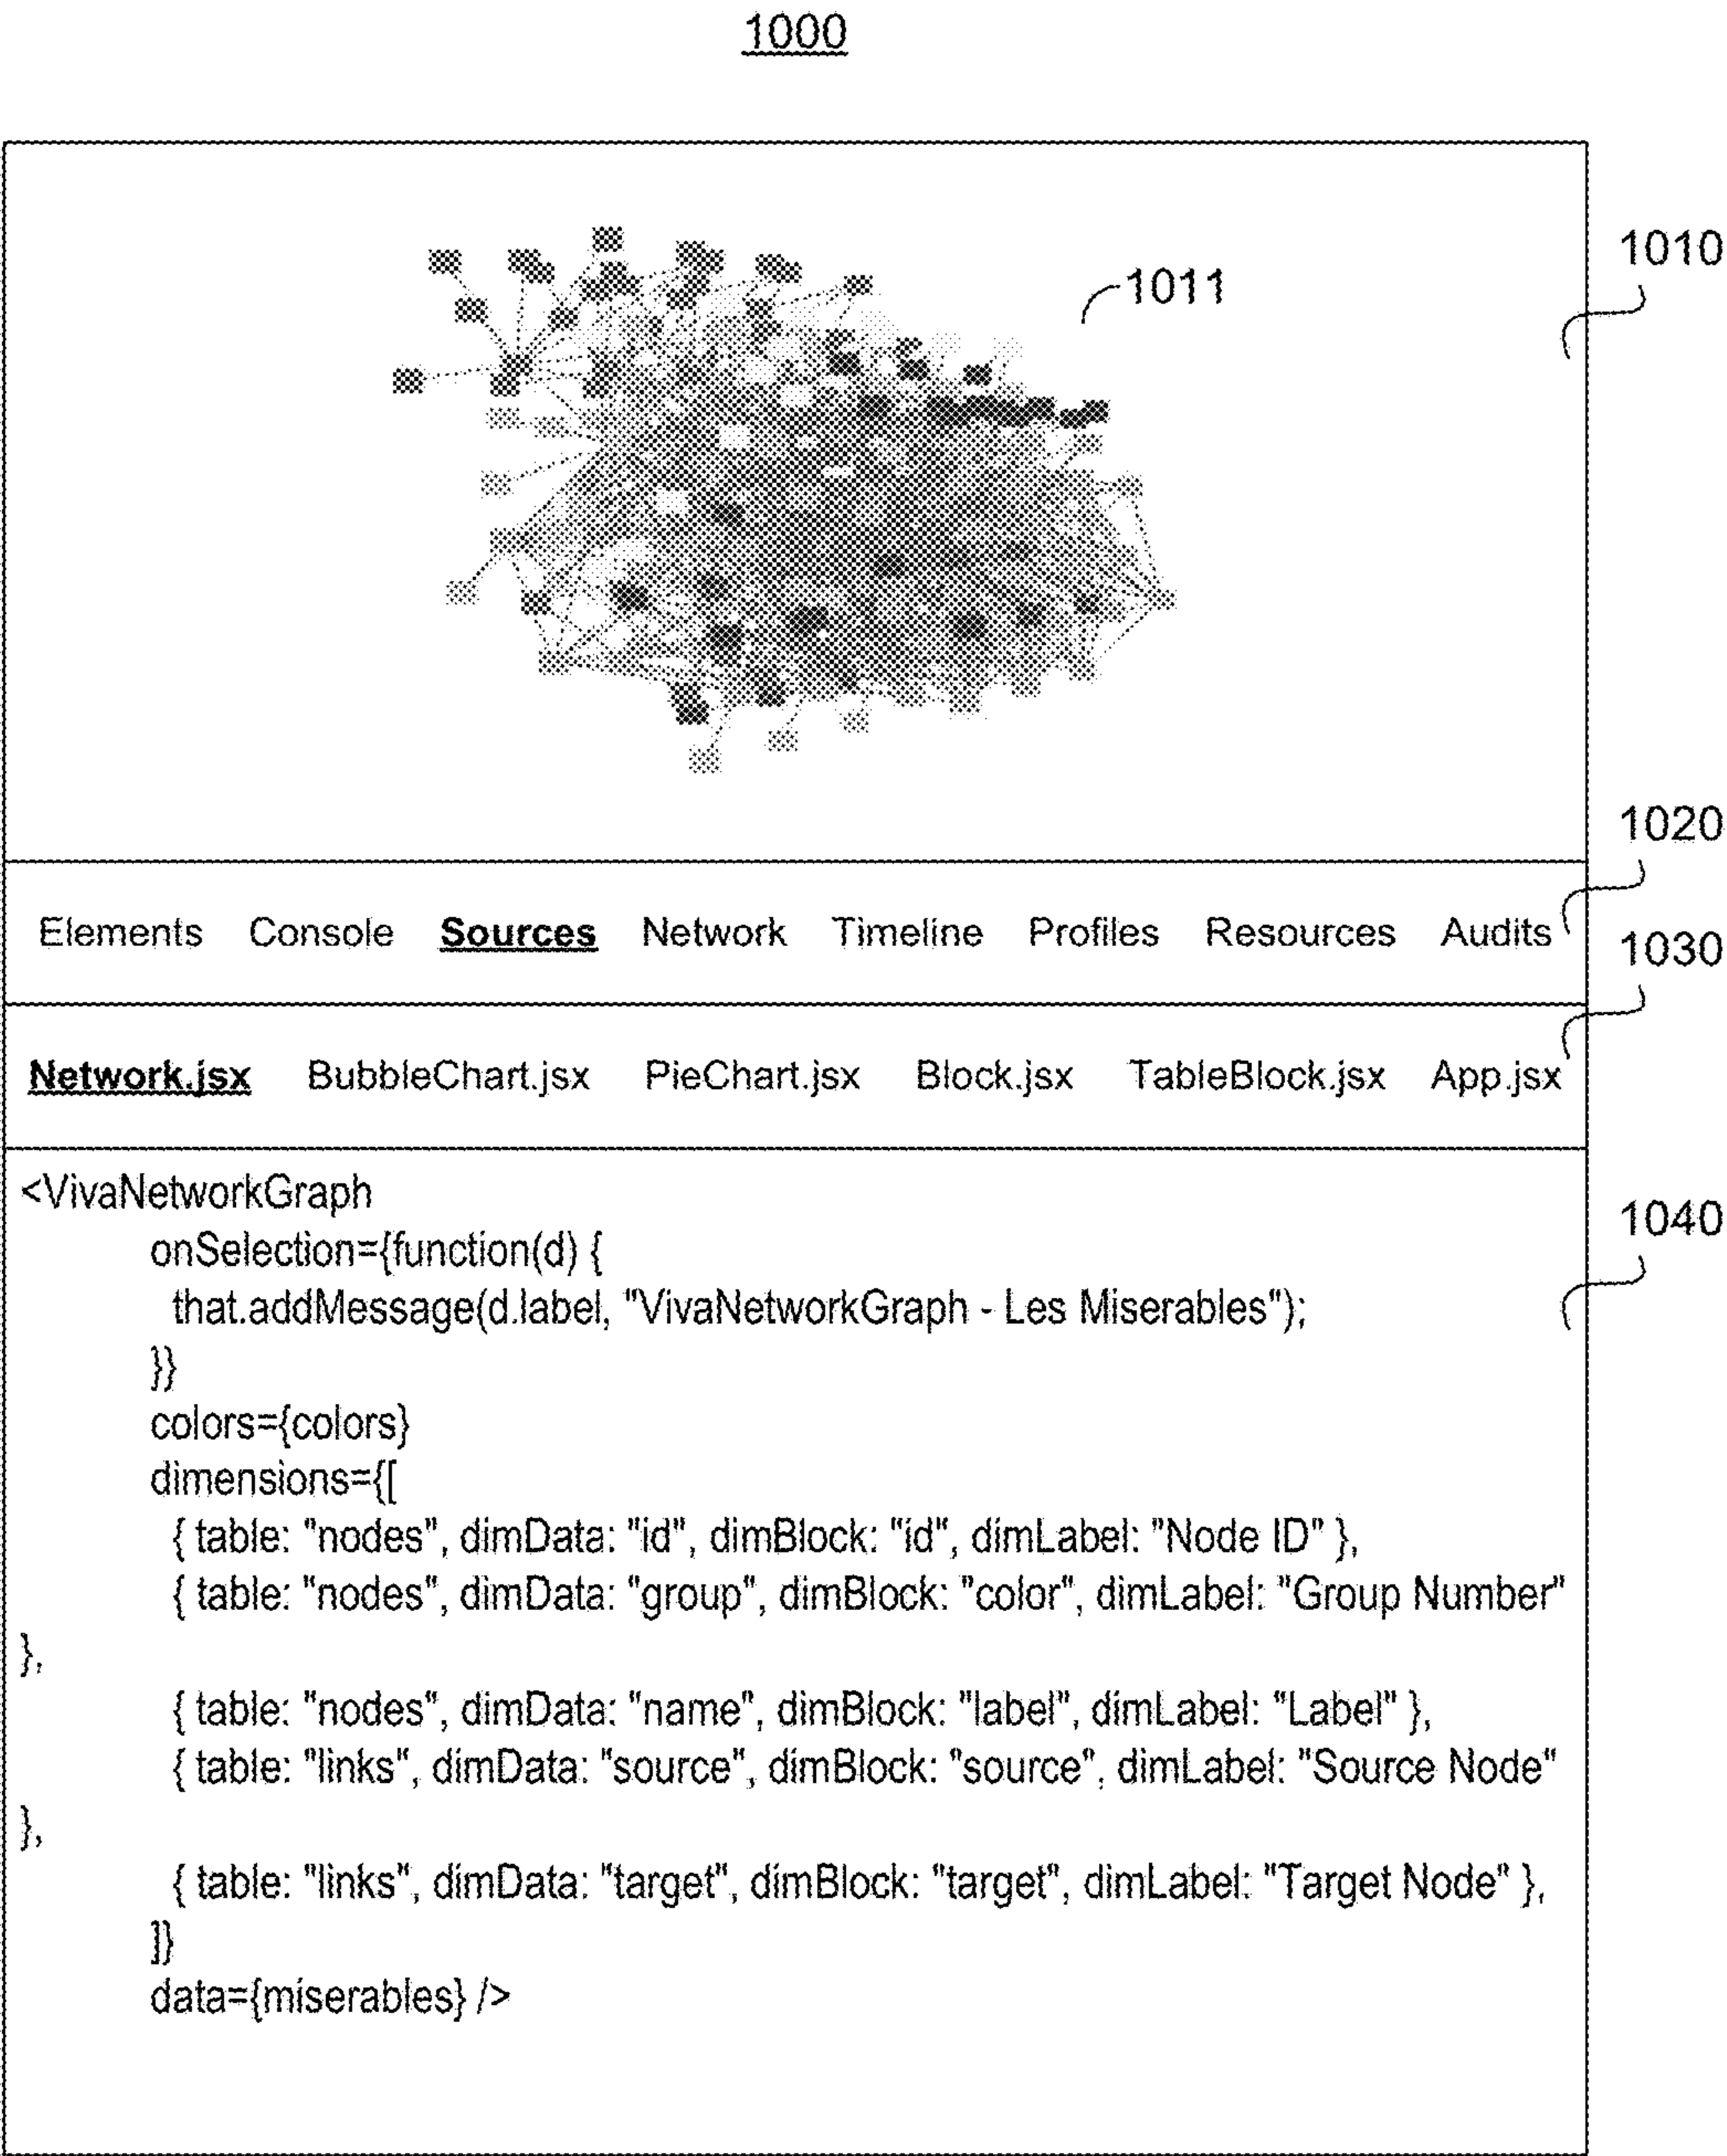 1000
1010
1011
1020
Elements Console Sources Network Timeline Profiles Resources Audits
1030
Network.jsx BubbleChart.jsx PieChart.jsx Block.jsx TableBlock.jsx App.jsx
1040
<VivaNetworkGraph
onSelection={function(d) {
that.addMessage(d.label, "VivaNetworkGraph - Les Miserables");
}}
colors={colors}
dimensions={[
{ table: "nodes", dimData: "id", dimBlock: "id", dimLabel: "Node ID" },
{ table: "nodes", dimData: "group", dimBlock: "color", dimLabel: "Group Number"
},
{ table: "nodes", dimData: "name", dimBlock: "label", dimLabel: "Label" },
{ table: "links", dimData: "source", dimBlock: "source", dimLabel: "Source Node"
},
{ table: "links", dimData: "target", dimBlock: "target", dimLabel: "Target Node" },
]}
data={miserables} />